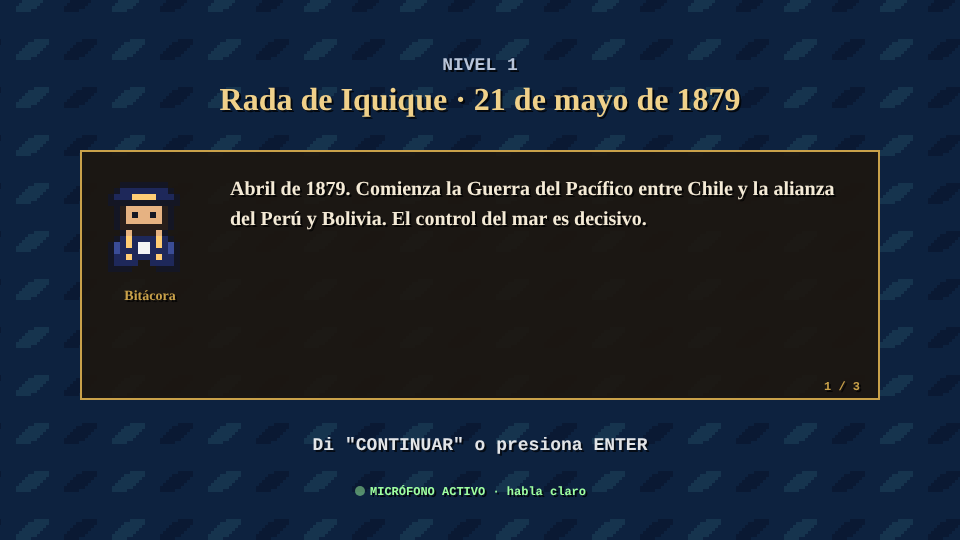 NIVEL 1
Rada de Iquique · 21 de mayo de 1879
Abril de 1879. Comienza la Guerra del Pacífico entre Chile y la alianza
del Perú y Bolivia. El control del mar es decisivo.
Bitácora
1 / 3
Di "CONTINUAR" o presiona ENTER
MICRÓFONO ACTIVO · habla claro